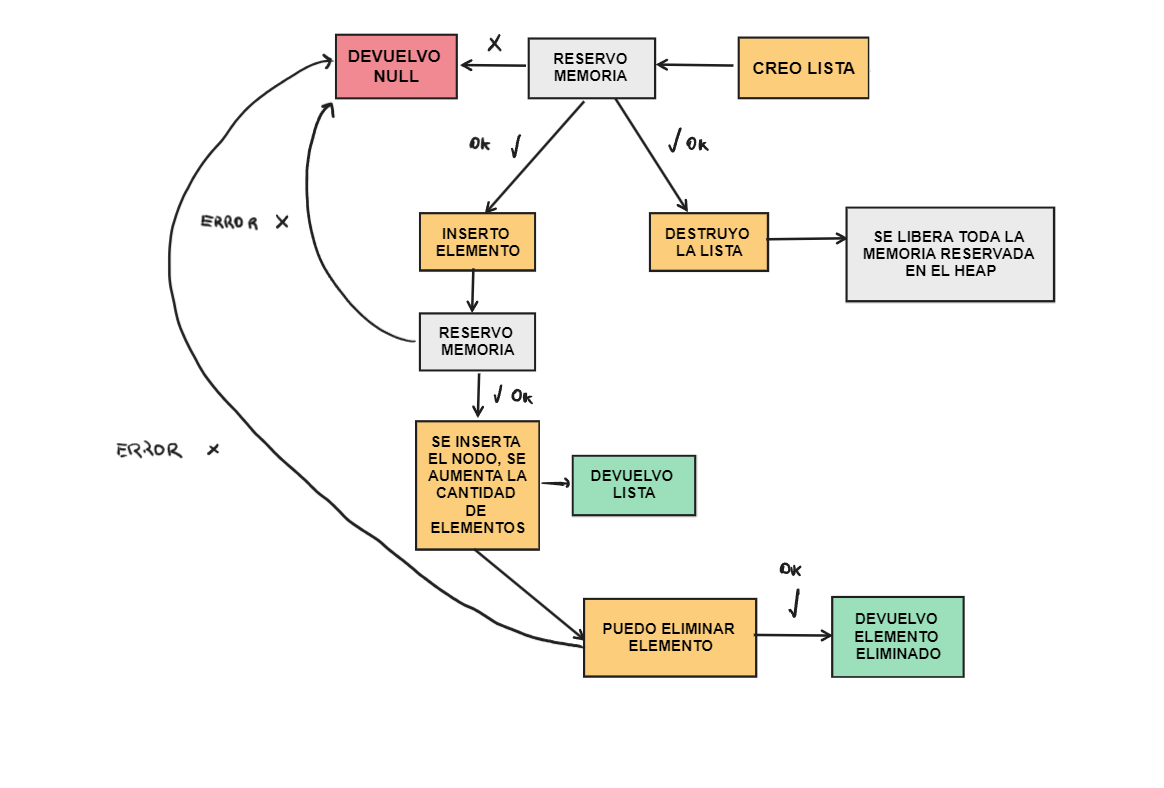 DEVUELVO
NULL
X
RESERVO
MEMORIA
CREO LISTA
OK ✓
✓ OK
ERROR X
INSERTO
ELEMENTO
DESTRUYO
LA LISTA
SE LIBERA TODA LA
MEMORIA RESERVADA
EN EL HEAP
RESERVO
MEMORIA
✓ OK
ERROR X
SE INSERTA
EL NODO, SE
AUMENTA LA
CANTIDAD
DE
ELEMENTOS
DEVUELVO
LISTA
OK
✓
PUEDO ELIMINAR
ELEMENTO
DEVUELVO
ELEMENTO
ELIMINADO